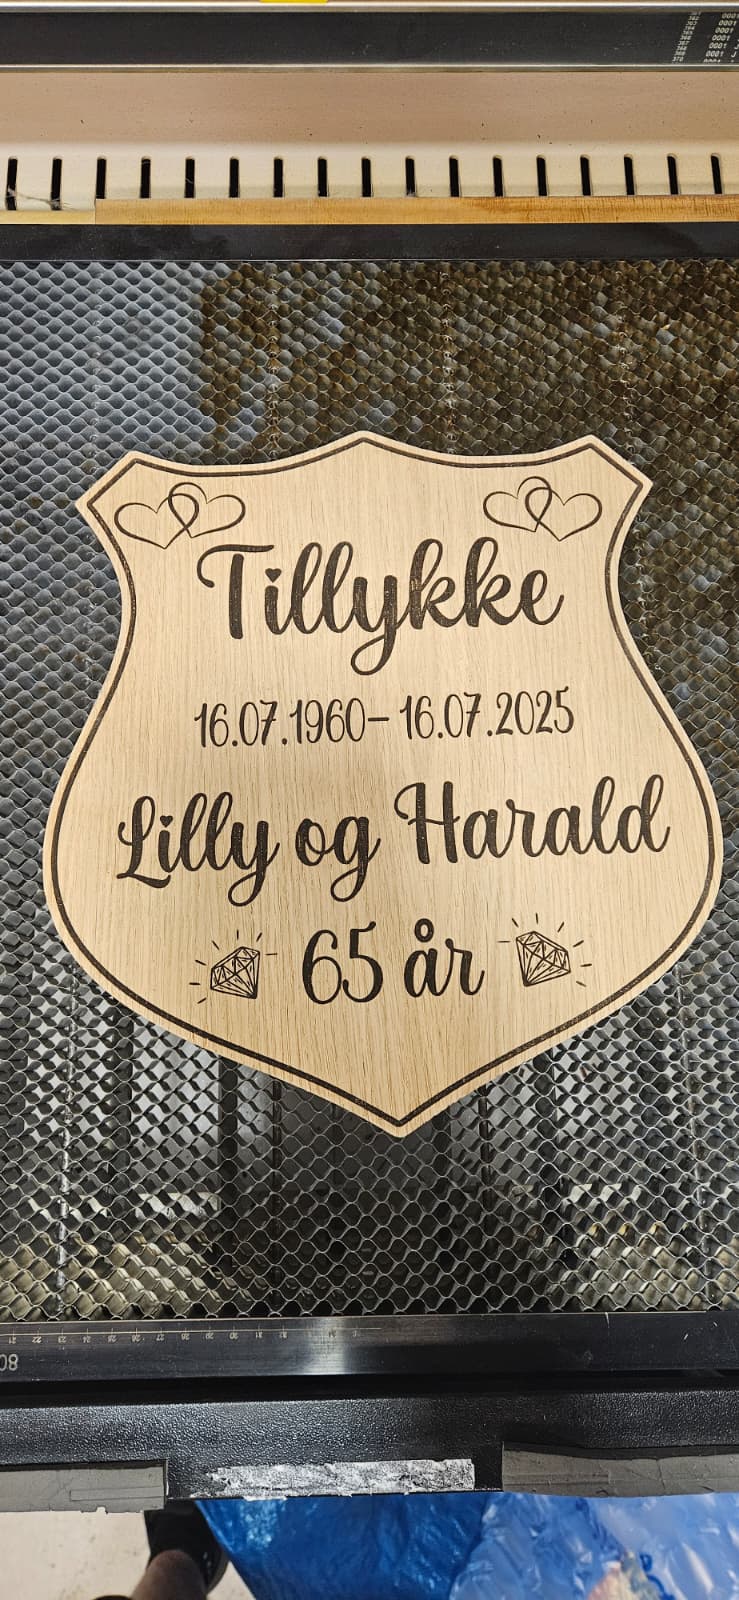 Tillykke
16.07.1960– 16.07.2025
Lilly og Harald
65 år